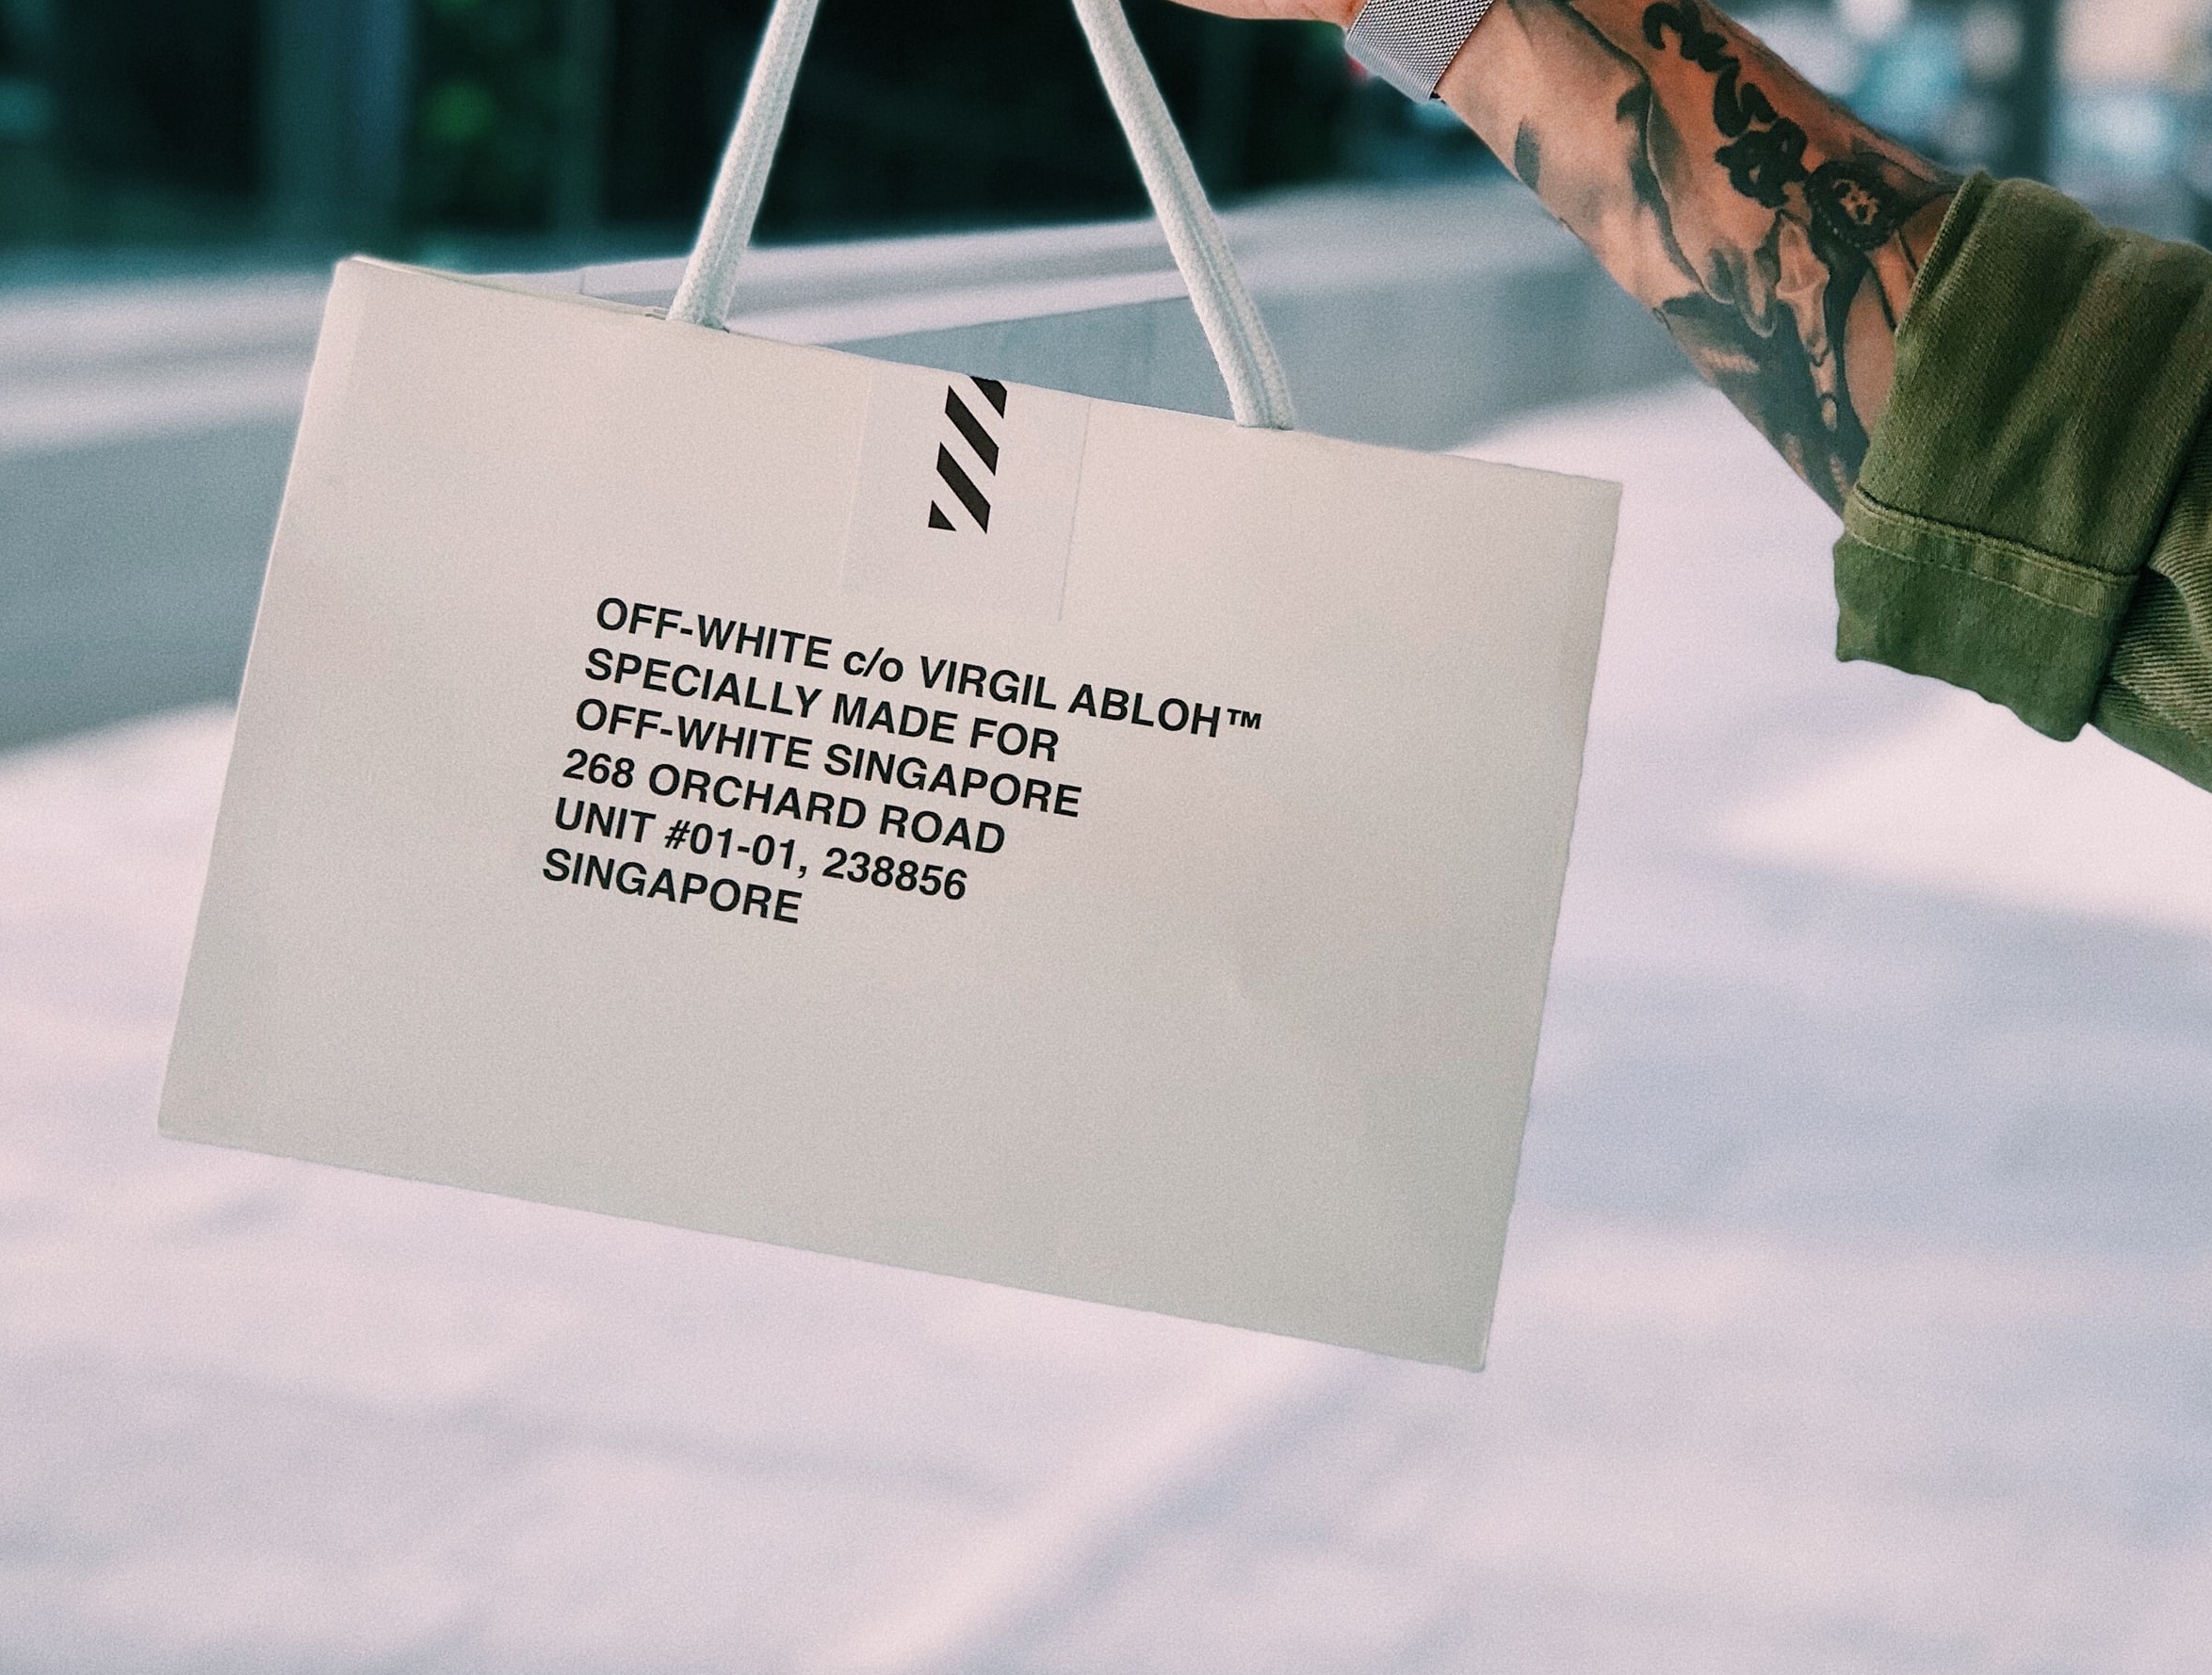 OFF-WHITE c/o VIRGIL ABLOH™
SPECIALLY MADE FOR
OFF-WHITE SINGAPORE
268 ORCHARD ROAD
UNIT #01-01, 238856
SINGAPORE